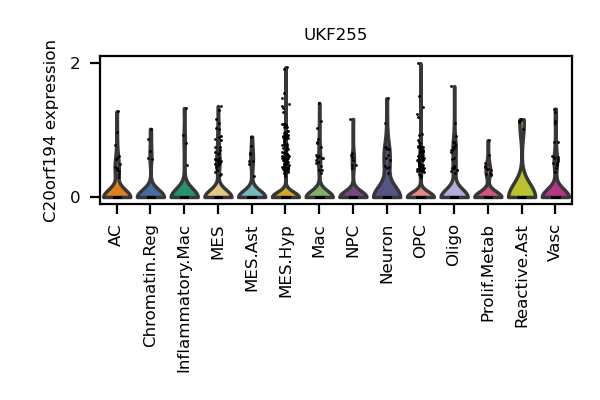 UKF255
C20orf194 expression
2
0
AC
Chromatin.Reg
Inflammatory.Mac
MES
MES.Ast
MES.Hyp
Mac
NPC
Neuron
OPC
Oligo
Prolif.Metab
Reactive.Ast
Vasc